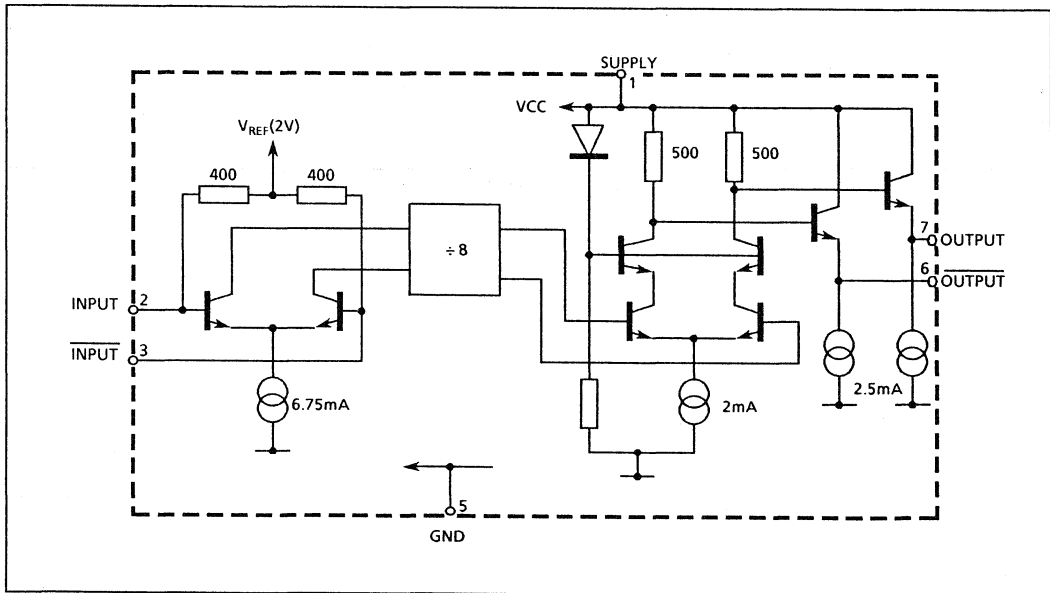 SUPPLY
1
VCC
VREF(2V)
400 400
500 500
÷8
7 OUTPUT
6 OUTPUT
INPUT 2
INPUT 3
6.75mA
2mA
2.5mA
5
GND